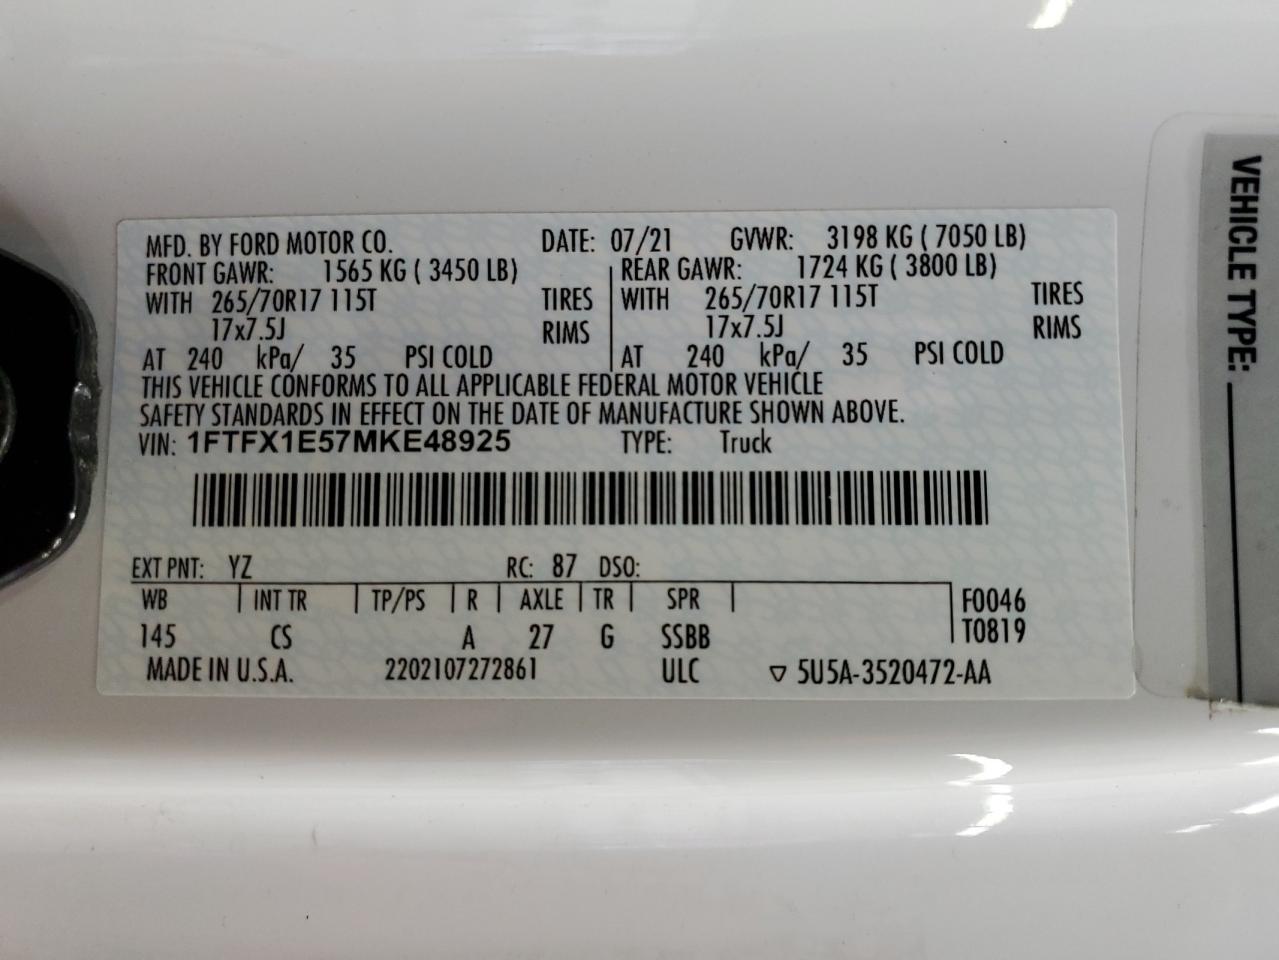 MFD. BY FORD MOTOR CO. DATE: 07/21 GVWR: 3198 KG ( 7050 LB)
FRONT GAWR: 1565 KG ( 3450 LB) REAR GAWR: 1724 KG ( 3800 LB)
WITH 265/70R17 115T TIRES WITH 265/70R17 115T TIRES
17x7.5J RIMS 17x7.5J RIMS
AT 240 kPa/ 35 PSI COLD AT 240 kPa/ 35 PSI COLD
THIS VEHICLE CONFORMS TO ALL APPLICABLE FEDERAL MOTOR VEHICLE
SAFETY STANDARDS IN EFFECT ON THE DATE OF MANUFACTURE SHOWN ABOVE.
VIN: 1FTFX1E57MKE48925 TYPE: Truck
EXT PNT: YZ RC: 87 DSO:
WB INT TR TP/PS R AXLE TR SPR F0046
145 CS A 27 G SSBB T0819
MADE IN U.S.A. 2202107272861 ULC ▽ 5U5A-3520472-AA
VEHICLE TYPE: